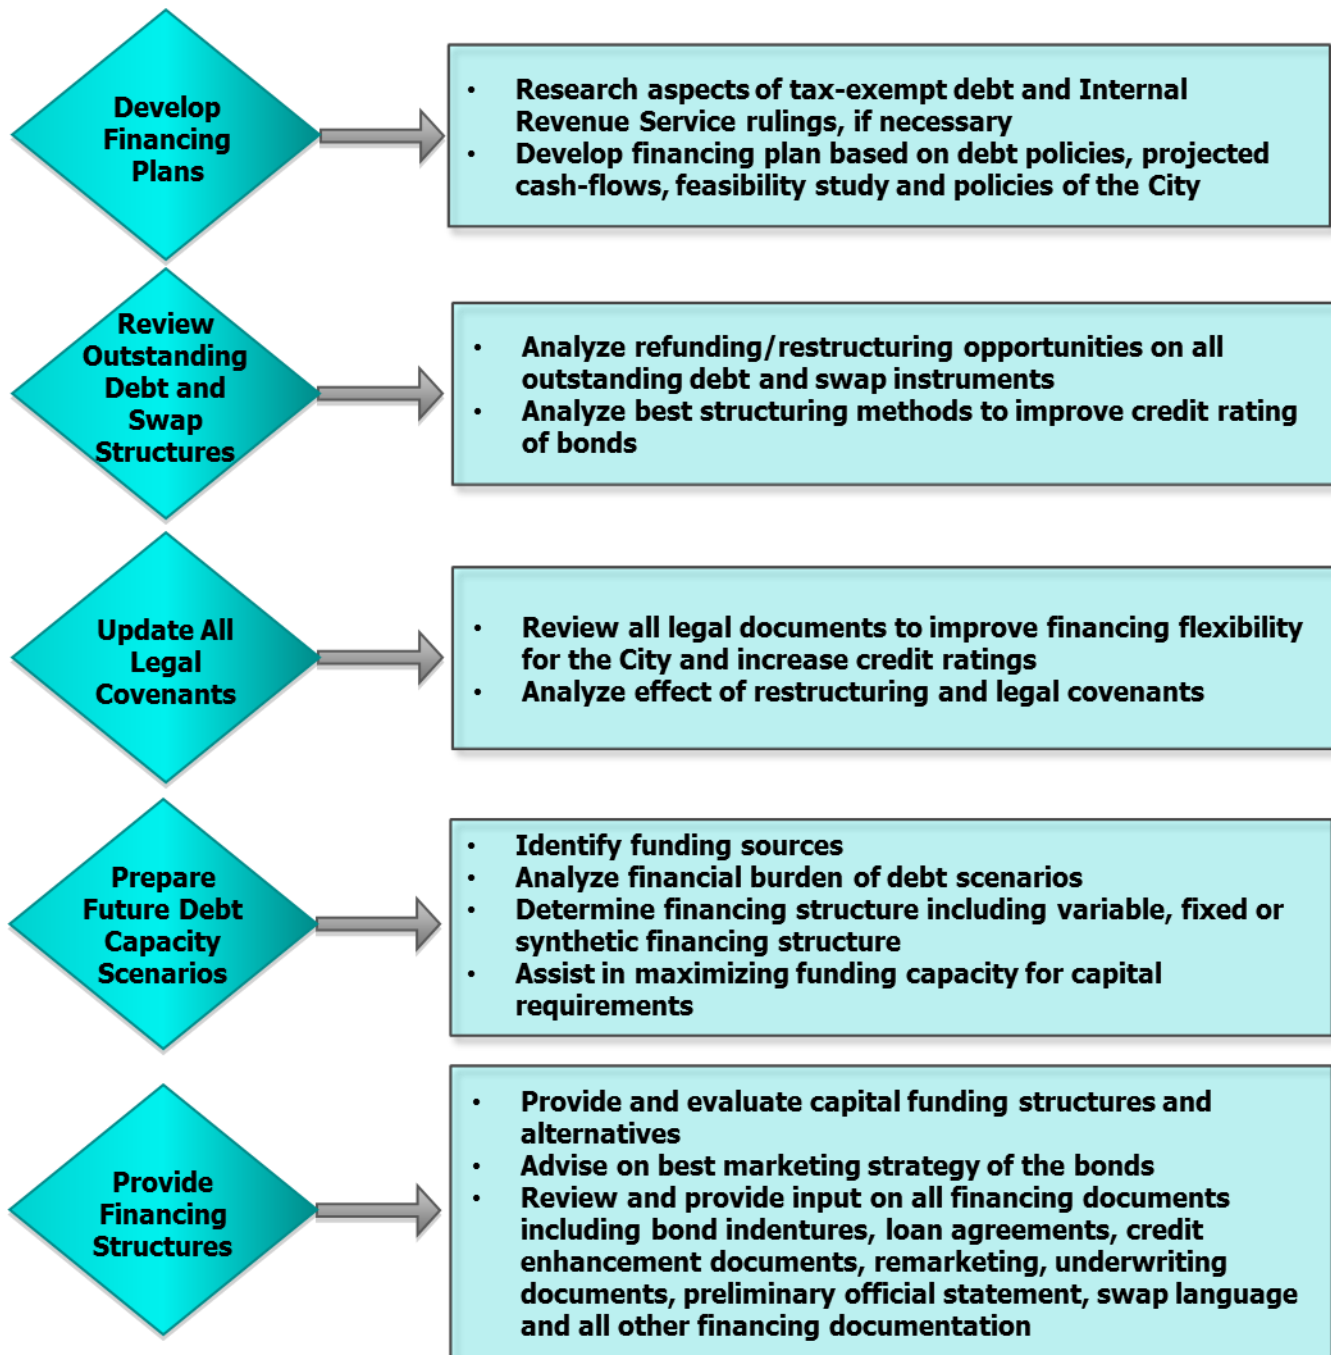 Develop
Financing
Plans
• Research aspects of tax-exempt debt and Internal
Revenue Service rulings, if necessary
• Develop financing plan based on debt policies, projected
cash-flows, feasibility study and policies of the City
Review
Outstanding
Debt and
Swap
Structures
• Analyze refunding/restructuring opportunities on all
outstanding debt and swap instruments
• Analyze best structuring methods to improve credit rating
of bonds
Update All
Legal
Covenants
• Review all legal documents to improve financing flexibility
for the City and increase credit ratings
• Analyze effect of restructuring and legal covenants
Prepare
Future Debt
Capacity
Scenarios
• Identify funding sources
• Analyze financial burden of debt scenarios
• Determine financing structure including variable, fixed or
synthetic financing structure
• Assist in maximizing funding capacity for capital
requirements
Provide
Financing
Structures
• Provide and evaluate capital funding structures and
alternatives
• Advise on best marketing strategy of the bonds
• Review and provide input on all financing documents
including bond indentures, loan agreements, credit
enhancement documents, remarketing, underwriting
documents, preliminary official statement, swap language
and all other financing documentation